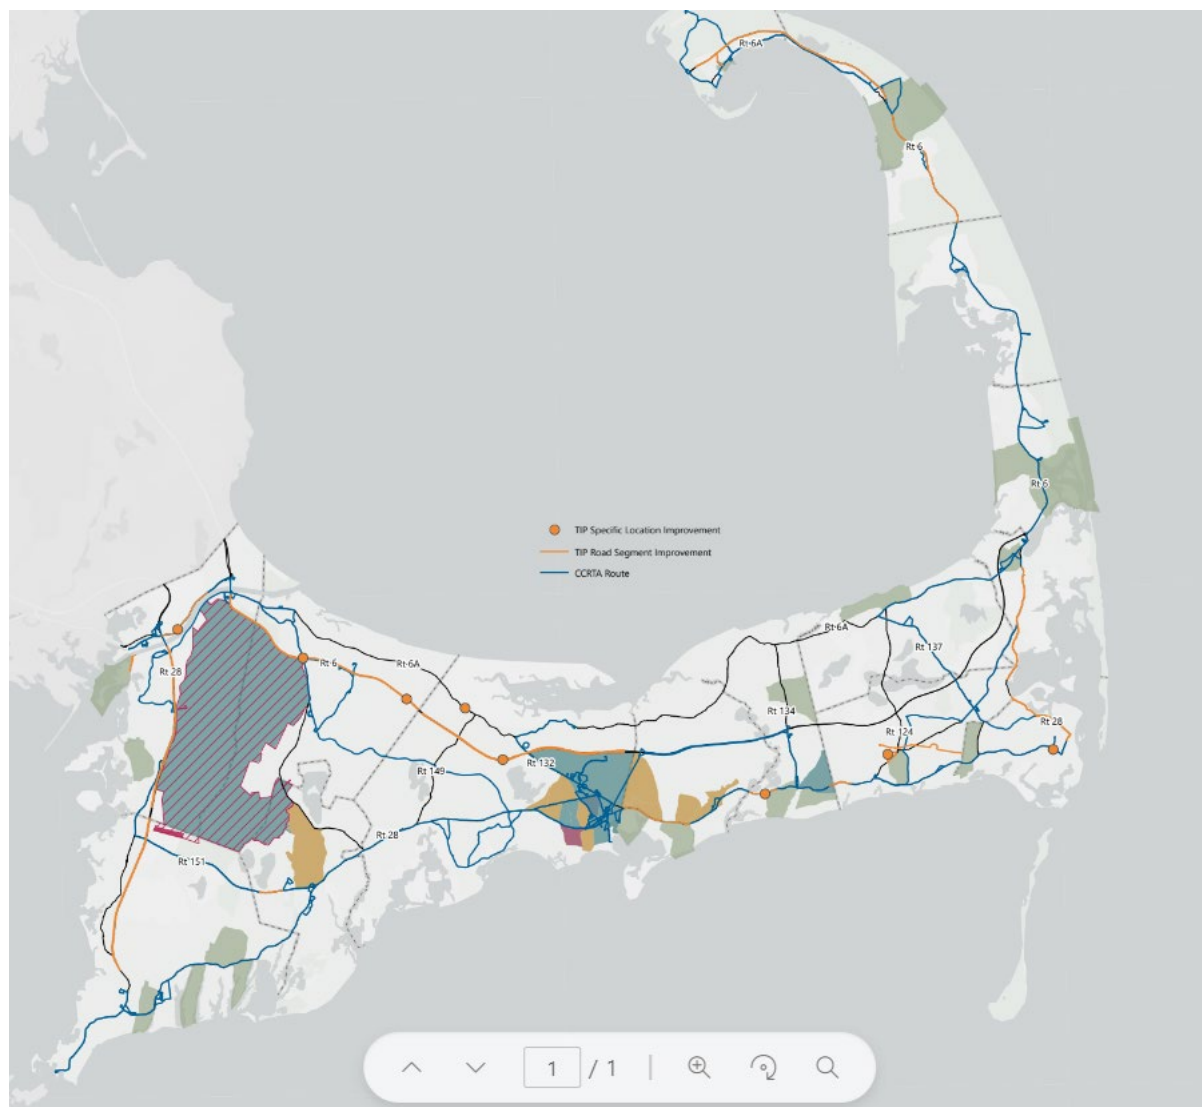 Rt 6A
Rt 6
Rt 6
TIP Specific Location Improvement
TIP Road Segment Improvement
CCRTA Route
Rt 6A
Rt 137
Rt 6
Rt 6A
Rt 28
Rt 134
Rt 28
Rt 124
Rt 132
Rt 149
Rt 28
Rt 151
1 / 1